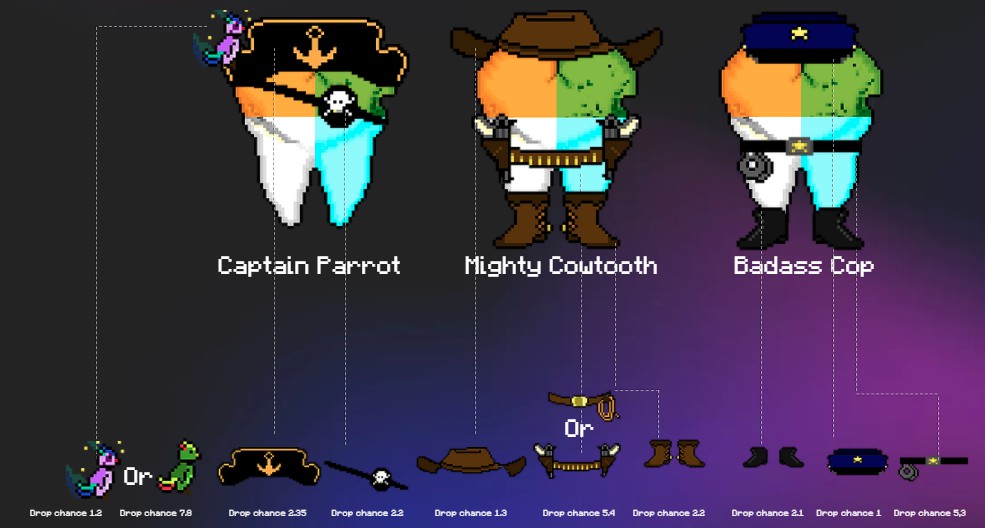 Captain Parrot
Mighty Cowtooth
Badass Cop
Or
Or
Drop chance 1.2
Drop chance 7.8
Drop chance 2.35
Drop chance 2.2
Drop chance 1.3
Drop chance 5.4
Drop chance 2.2
Drop chance 2.1
Drop chance 1
Drop chance 5,3